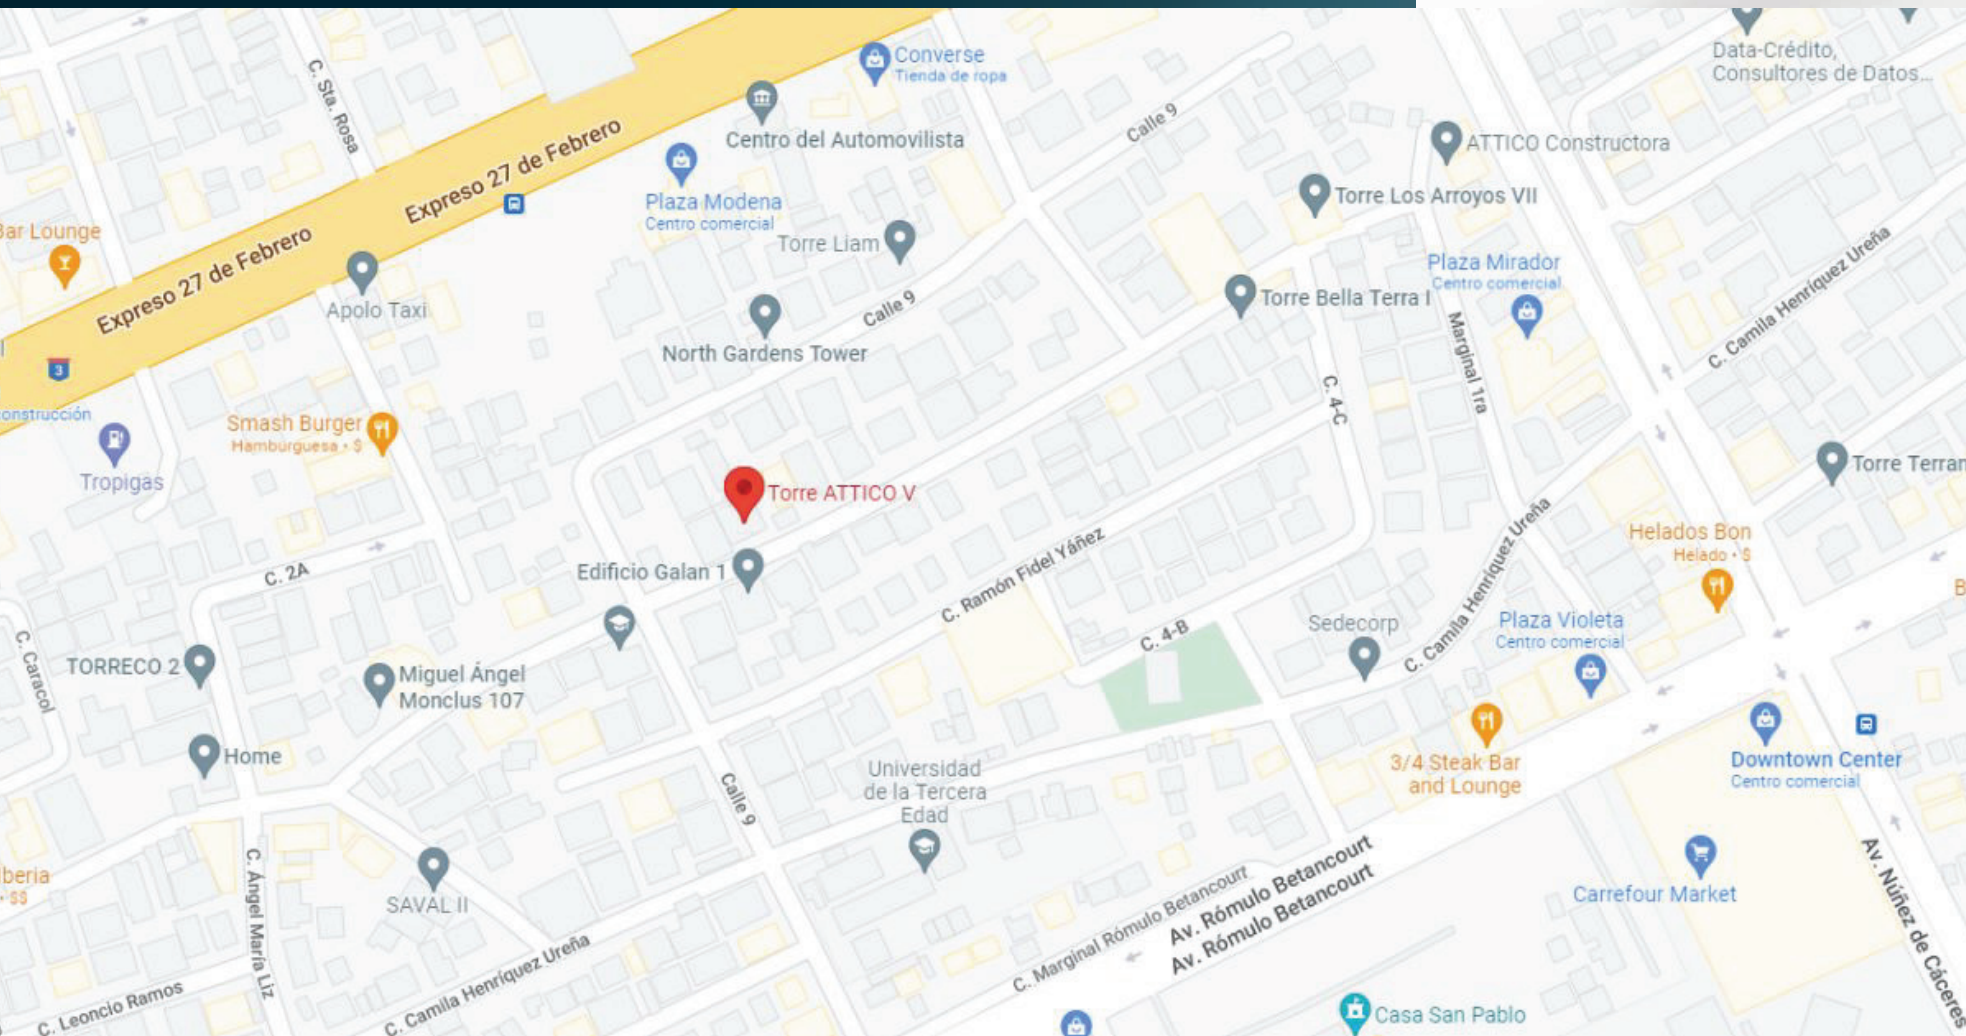 Converse
Tienda de ropa
Data-Crédito,
Consultores de Datos...
C. Sta. Rosa
Centro del Automovilista
Calle 9
ATTICO Constructora
Expreso 27 de Febrero
Plaza Modena
Centro comercial
Torre Los Arroyos VII
Bar Lounge
Torre Liam
Expreso 27 de Febrero
Apolo Taxi
Calle 9
Plaza Mirador
Centro comercial
C. Camila Henríquez Ureña
Torre Bella Terra I
North Gardens Tower
Marginal 1ra
3
onstrucción
Smash Burger
Hamburguesa • $
C. 4-C
Tropigas
Torre ATTICO V
Torre Terran
Helados Bon
Helado • $
C. 2A
Edificio Galan 1
C. Ramón Fidel Yáñez
C. Camila Henríquez Ureña
B
C. Caracol
TORRECO 2
Miguel Ángel
Monclus 107
C. 4-B
Sedecorp
Plaza Violeta
Centro comercial
Home
Calle 9
Universidad
de la Tercera
Edad
3/4 Steak Bar
and Lounge
Downtown Center
Centro comercial
beria
• $$
C. Ángel María Liz
SAVAL II
C. Marginal Rómulo Betancourt
Av. Rómulo Betancourt
Av. Rómulo Betancourt
Carrefour Market
Av. Núñez de Cáceres
C. Leoncio Ramos
C. Camila Henríquez Ureña
Casa San Pablo